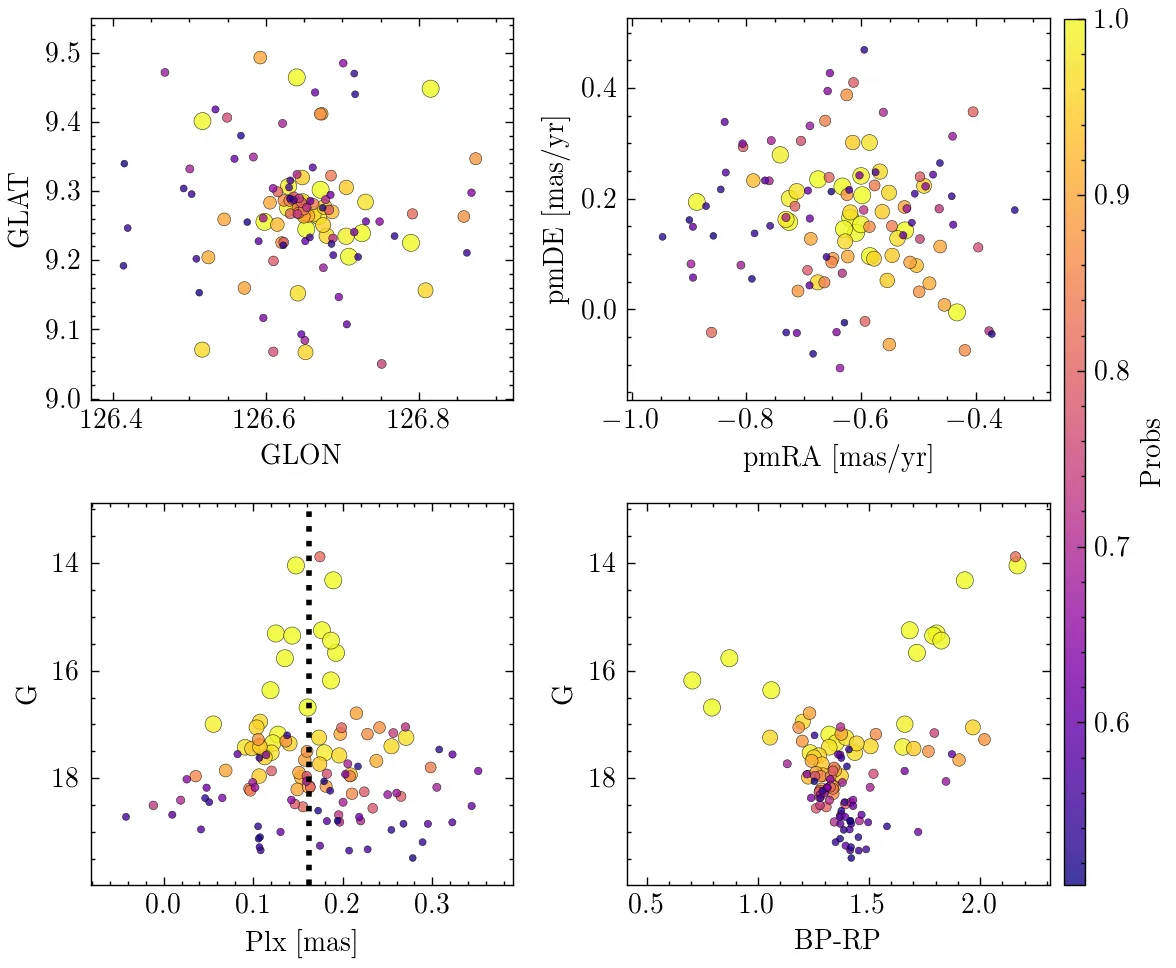 9.5
9.4
9.3
9.2
9.1
9.0
GLAT
126.4 126.6 126.8
GLON
0.4
0.2
0.0
pmDE [mas/yr]
−1.0 −0.8 −0.6 −0.4
pmRA [mas/yr]
1.0
0.9
0.8
0.7
0.6
Probs
14
16
18
G
0.0 0.1 0.2 0.3
Plx [mas]
14
16
18
G
0.5 1.0 1.5 2.0
BP-RP